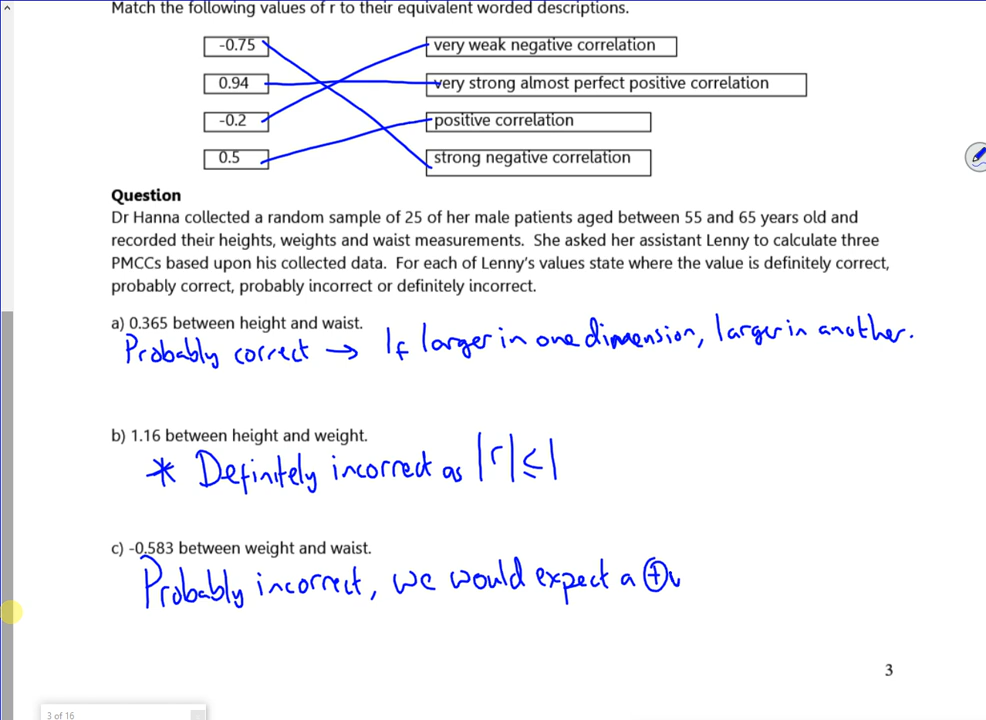 Match the following values of r to their equivalent worded descriptions.
-0.75 very weak negative correlation
0.94 very strong almost perfect positive correlation
-0.2 positive correlation
0.5 strong negative correlation
Question
Dr Hanna collected a random sample of 25 of her male patients aged between 55 and 65 years old and
recorded their heights, weights and waist measurements. She asked her assistant Lenny to calculate three
PMCCs based upon his collected data. For each of Lenny's values state where the value is definitely correct,
probably correct, probably incorrect or definitely incorrect.
a) 0.365 between height and waist.
Probably correct → If larger in one dimension, larger in another.
b) 1.16 between height and weight.
* Definitely incorrect as |r| ≤ 1
c) -0.583 between weight and waist.
Probably incorrect, we would expect a ⊕v
3
3 of 16